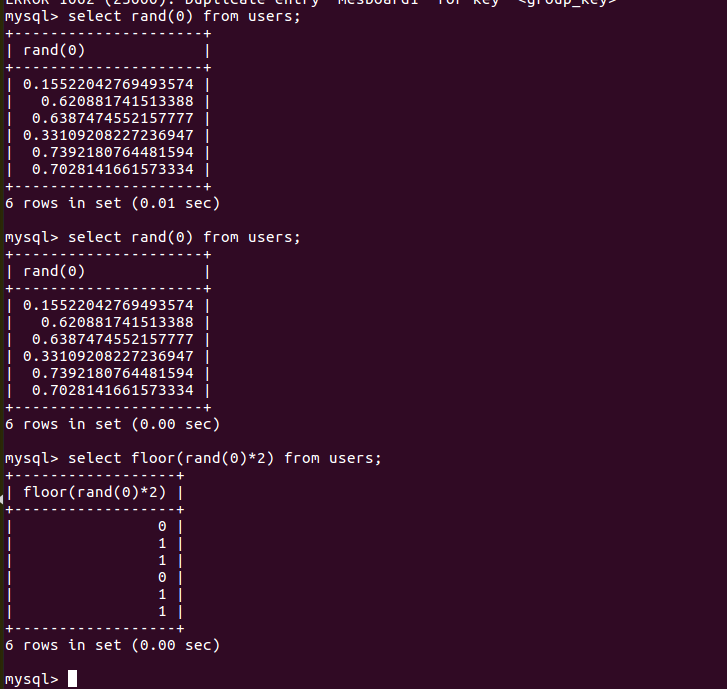 ERROR 1062 (23000): Duplicate entry 'MesBoard1' for key '<group_key>'
mysql> select rand(0) from users;
+---------------------+
| rand(0)             |
+---------------------+
| 0.15522042769493574 |
|   0.620881741513388 |
|  0.6387474552157777 |
| 0.33109208227236947 |
|  0.7392180764481594 |
|  0.7028141661573334 |
+---------------------+
6 rows in set (0.01 sec)
mysql> select rand(0) from users;
+---------------------+
| rand(0)             |
+---------------------+
| 0.15522042769493574 |
|   0.620881741513388 |
|  0.6387474552157777 |
| 0.33109208227236947 |
|  0.7392180764481594 |
|  0.7028141661573334 |
+---------------------+
6 rows in set (0.00 sec)
mysql> select floor(rand(0)*2) from users;
+------------------+
| floor(rand(0)*2) |
+------------------+
|                0 |
|                1 |
|                1 |
|                0 |
|                1 |
|                1 |
+------------------+
6 rows in set (0.00 sec)
mysql>